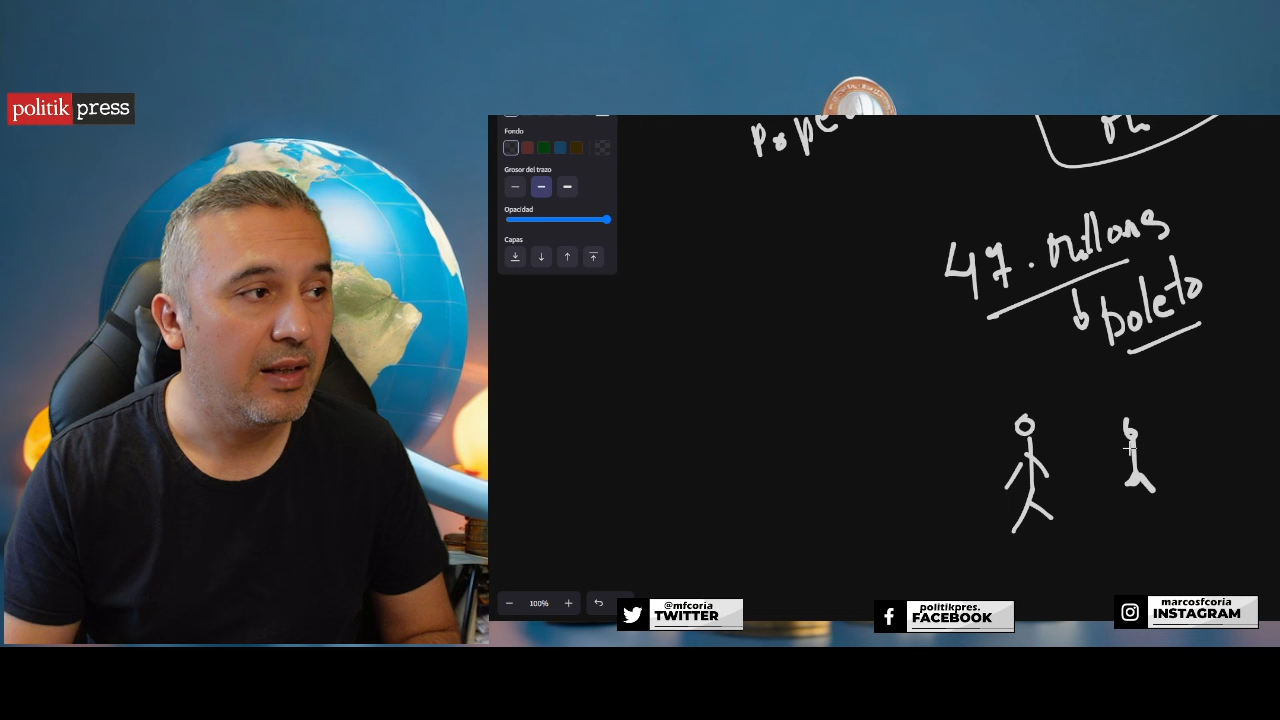 politik press
Fondo
Grosor del trazo
Opacidad
Capas
47. millones
boleto
100%
@mfcoria
TWITTER
politikpres.
FACEBOOK
marcosfcoria
INSTAGRAM